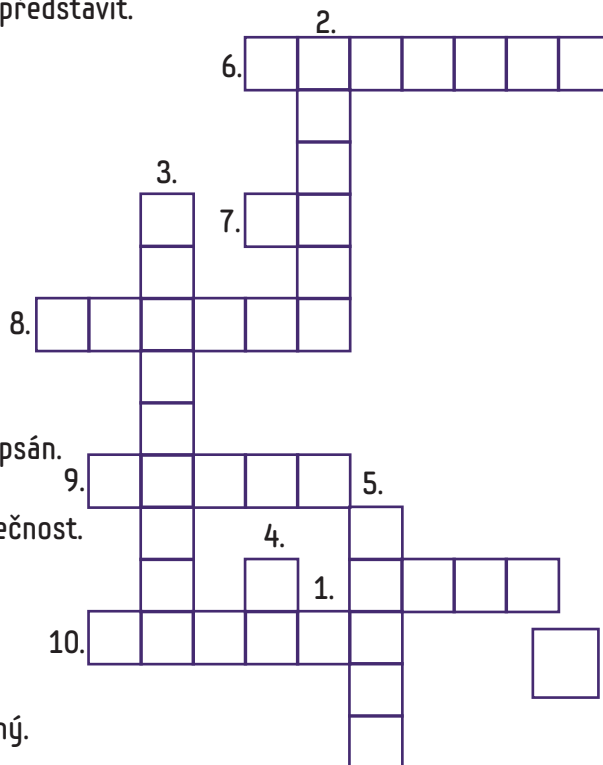 představit.
2.
6.
3.
7.
8.
psán.
9.
5.
ečnost.
4.
1.
10.
ný.